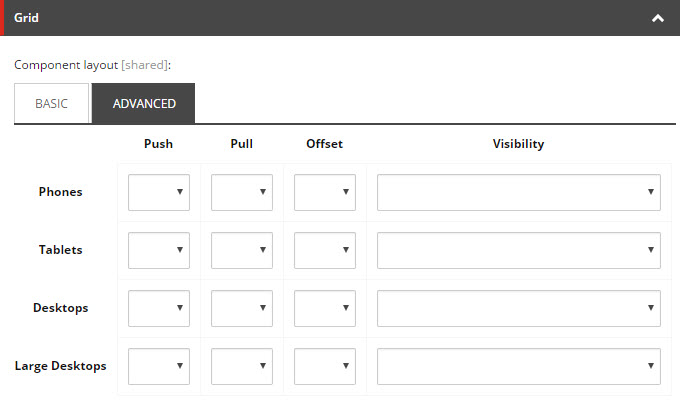 Grid
Component layout [shared]:
BASIC ADVANCED
Push Pull Offset Visibility
Phones
Tablets
Desktops
Large Desktops